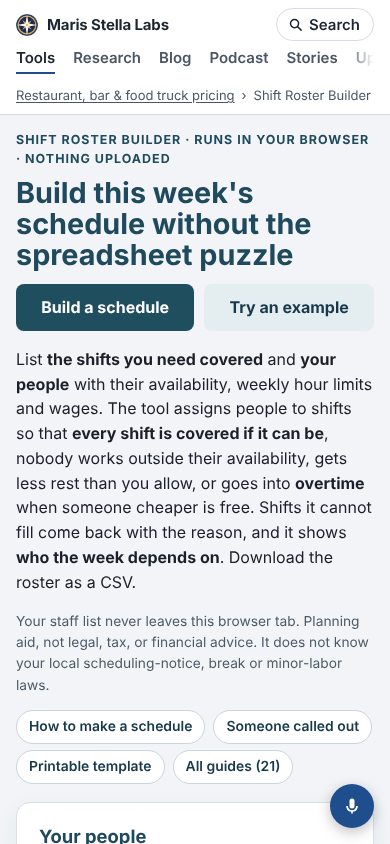 Maris Stella Labs
Search
Tools Research Blog Podcast Stories Up
Restaurant, bar & food truck pricing › Shift Roster Builder
SHIFT ROSTER BUILDER · RUNS IN YOUR BROWSER
· NOTHING UPLOADED
Build this week's
schedule without the
spreadsheet puzzle
Build a schedule Try an example
List the shifts you need covered and your
people with their availability, weekly hour limits
and wages. The tool assigns people to shifts
so that every shift is covered if it can be,
nobody works outside their availability, gets
less rest than you allow, or goes into overtime
when someone cheaper is free. Shifts it cannot
fill come back with the reason, and it shows
who the week depends on. Download the
roster as a CSV.
Your staff list never leaves this browser tab. Planning
aid, not legal, tax, or financial advice. It does not know
your local scheduling-notice, break or minor-labor
laws.
How to make a schedule Someone called out
Printable template All guides (21)
Your people